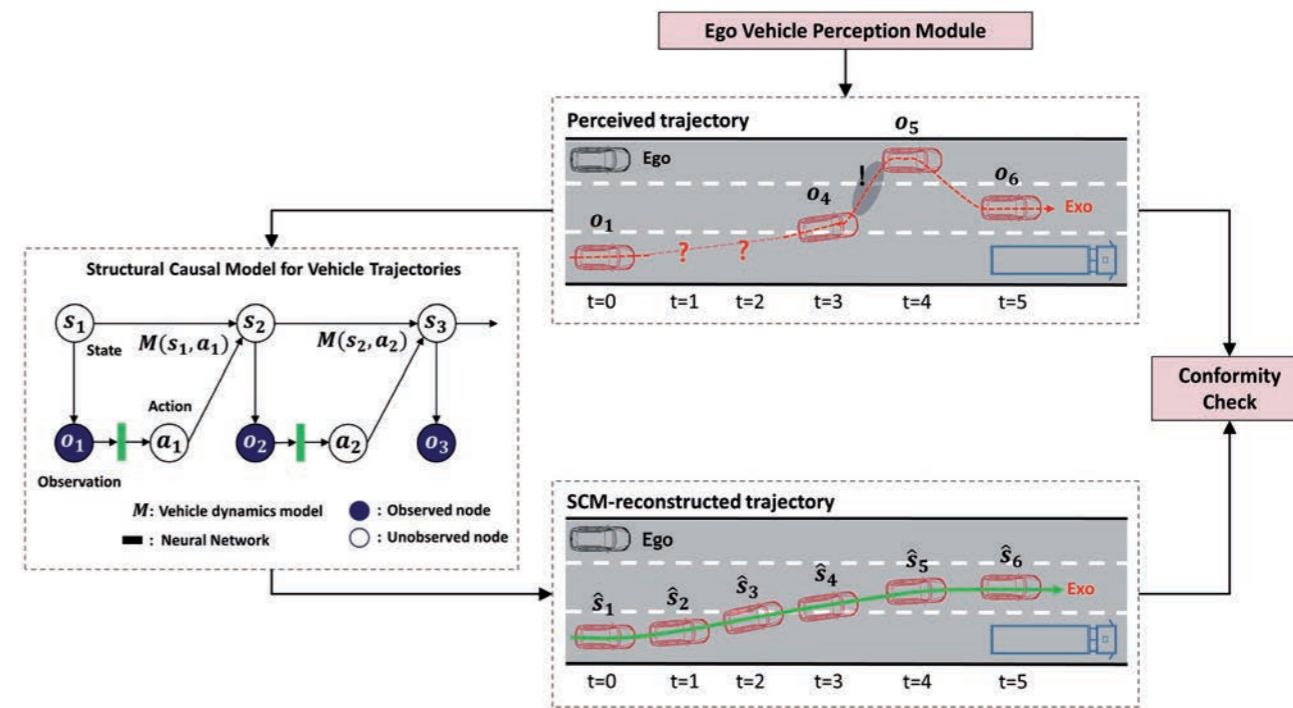 Ego Vehicle Perception Module
Perceived trajectory
Ego
o₁
?
?
o₄
!
o₅
o₆
Exo
t=0 t=1 t=2 t=3 t=4 t=5
Structural Causal Model for Vehicle Trajectories
s₁ s₂ s₃
State
M(s₁, a₁) M(s₂, a₂)
Action
o₁ a₁ o₂ a₂ o₃
Observation
M: Vehicle dynamics model
: Observed node
: Neural Network
: Unobserved node
Conformity
Check
SCM-reconstructed trajectory
Ego
ŝ₁ ŝ₂ ŝ₃ ŝ₄ ŝ₅ ŝ₆
Exo
t=0 t=1 t=2 t=3 t=4 t=5